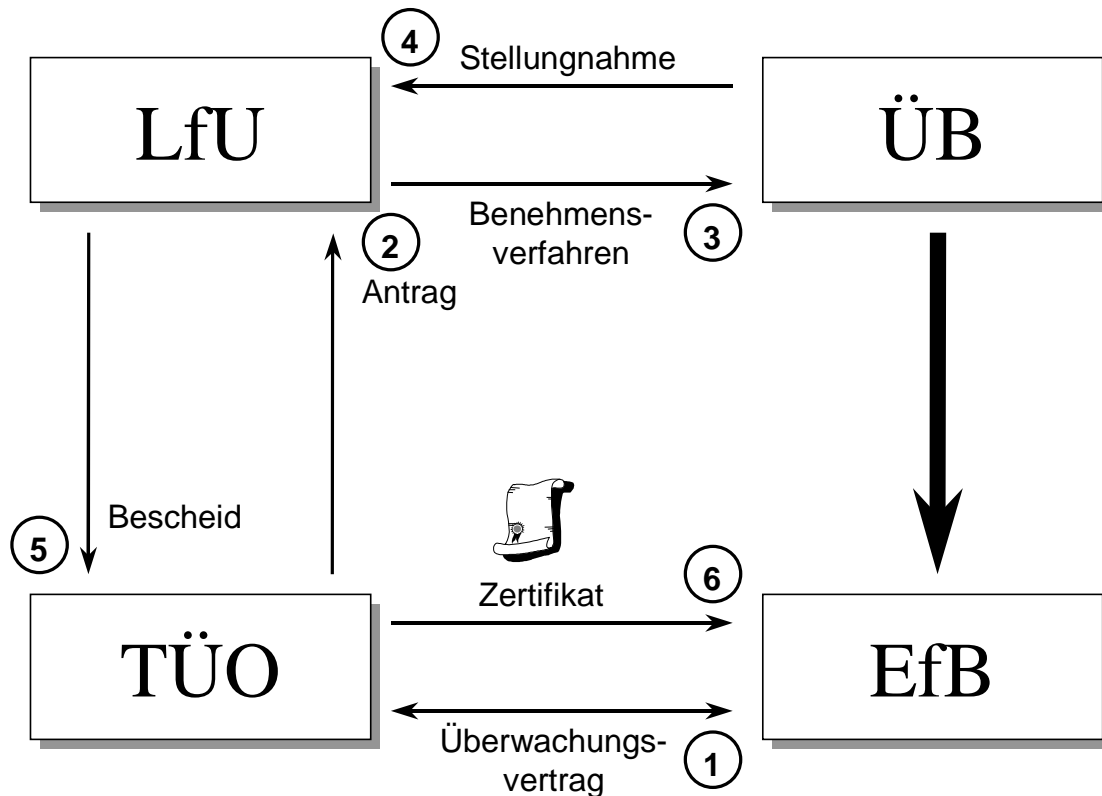 4
Stellungnahme
LfU
ÜB
Benehmens-
verfahren
3
2
Antrag
Bescheid
5
Zertifikat
6
TÜO
EfB
Überwachungs-
vertrag
1